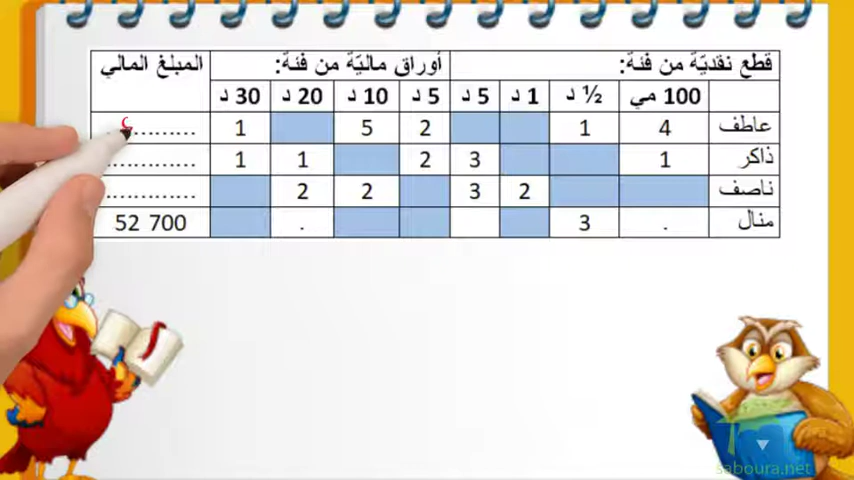 قطع نقديّة من فئة: أوراق ماليّة من فئة: المبلغ المالي
100 مي ½ د 1 د 5 د 5 د 10 د 20 د 30 د
عاطف 4 1 2 5 1 ..........
ذاكر 1 3 2 1 1 ............
ناصف 2 3 2 2 ............
منال . 3 . 52 700
saboura.net